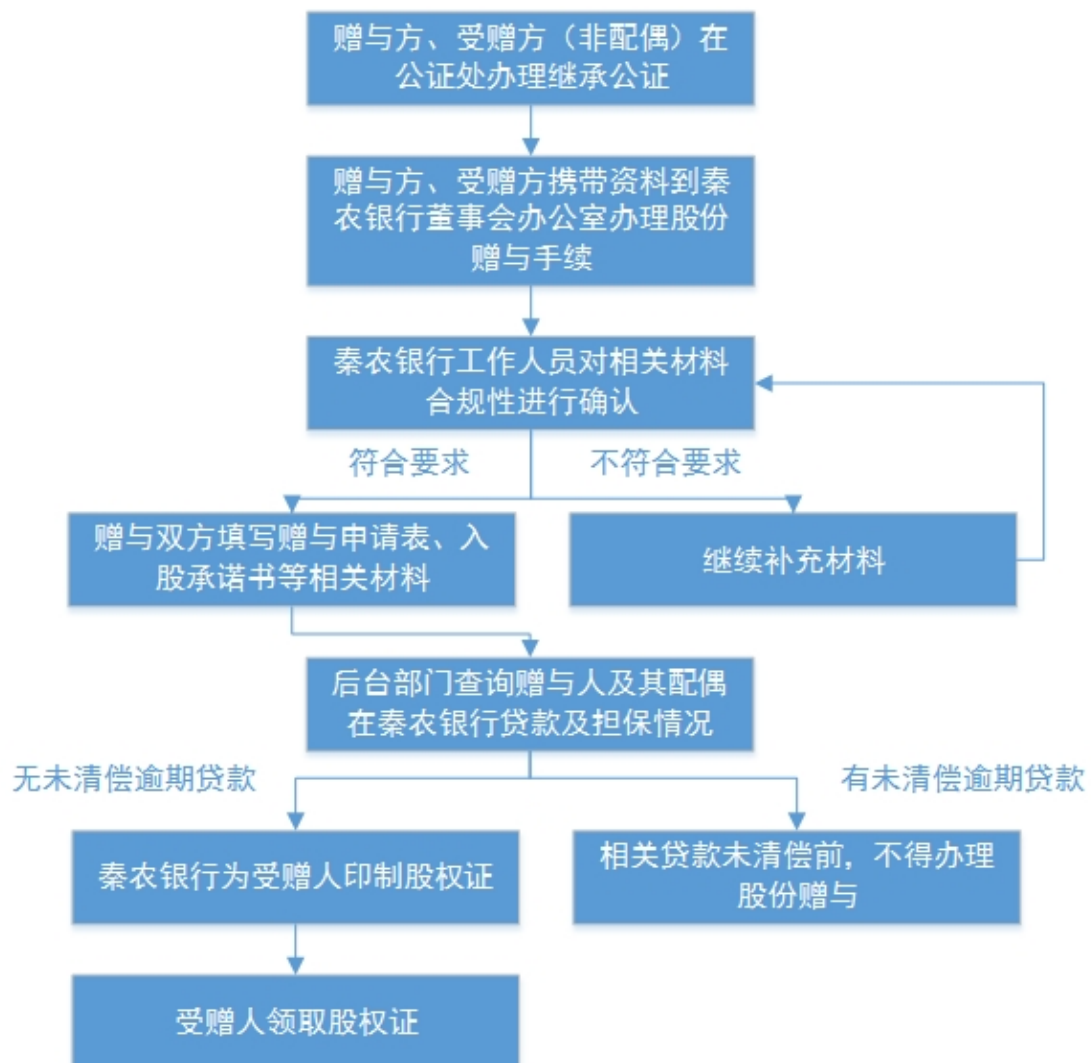 赠与方、受赠方（非配偶）在
公证处办理继承公证
赠与方、受赠方携带资料到秦
农银行董事会办公室办理股份
赠与手续
秦农银行工作人员对相关材料
合规性进行确认
符合要求
不符合要求
赠与双方填写赠与申请表、入
股承诺书等相关材料
继续补充材料
后台部门查询赠与人及其配偶
在秦农银行贷款及担保情况
无未清偿逾期贷款
有未清偿逾期贷款
秦农银行为受赠人印制股权证
相关贷款未清偿前，不得办理
股份赠与
受赠人领取股权证